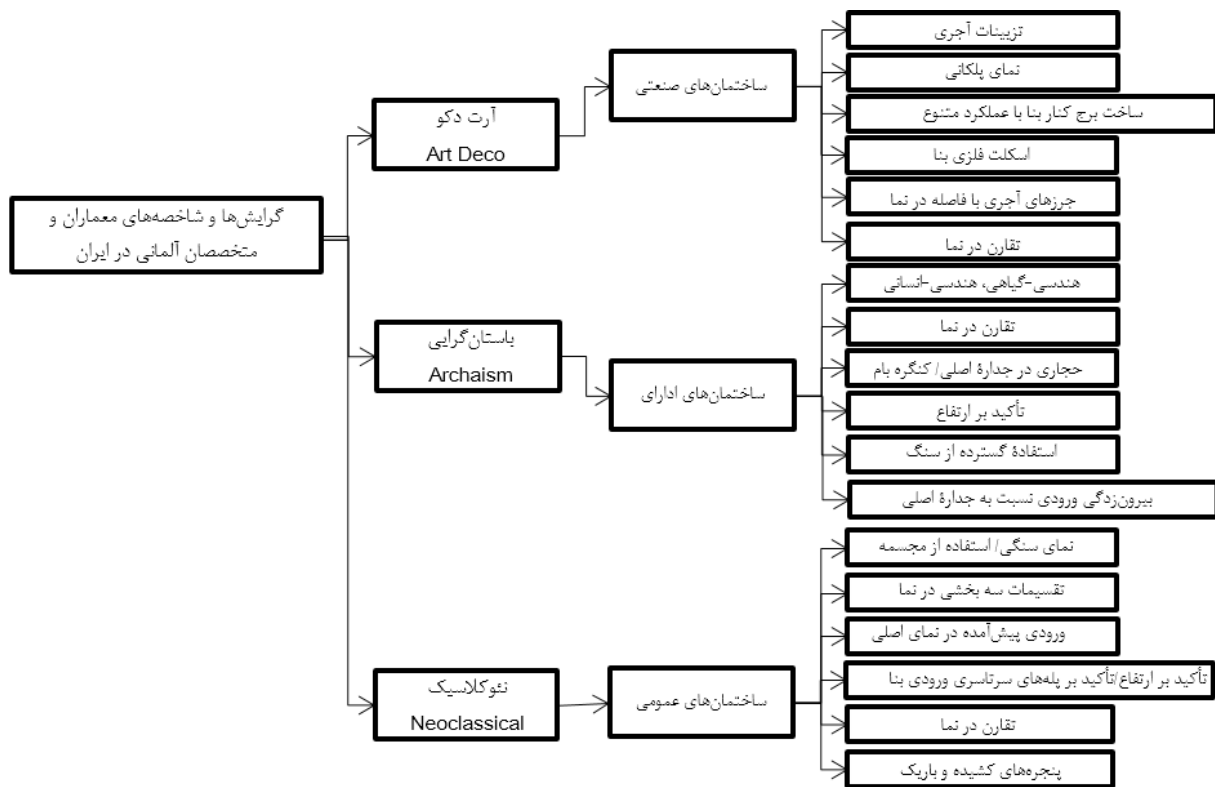 گرایش‌ها و شاخصه‌های معماران و
متخصصان آلمانی در ایران
آرت دکو
Art Deco
ساختمان‌های صنعتی
تزیینات آجری
نمای پلکانی
ساخت برج کنار بنا با عملکرد متنوع
اسکلت فلزی بنا
جرزهای آجری با فاصله در نما
تقارن در نما
باستان‌گرایی
Archaism
ساختمان‌های ادارای
هندسی-گیاهی، هندسی-انسانی
تقارن در نما
حجاری در جدارۀ اصلی/ کنگره بام
تأکید بر ارتفاع
استفادۀ گسترده از سنگ
بیرون‌زدگی ورودی نسبت به جدارۀ اصلی
نئوکلاسیک
Neoclassical
ساختمان‌های عمومی
نمای سنگی/ استفاده از مجسمه
تقسیمات سه بخشی در نما
ورودی پیش‌آمده در نمای اصلی
تأکید بر ارتفاع/تأکید بر پله‌های سرتاسری ورودی بنا
تقارن در نما
پنجره‌های کشیده و باریک